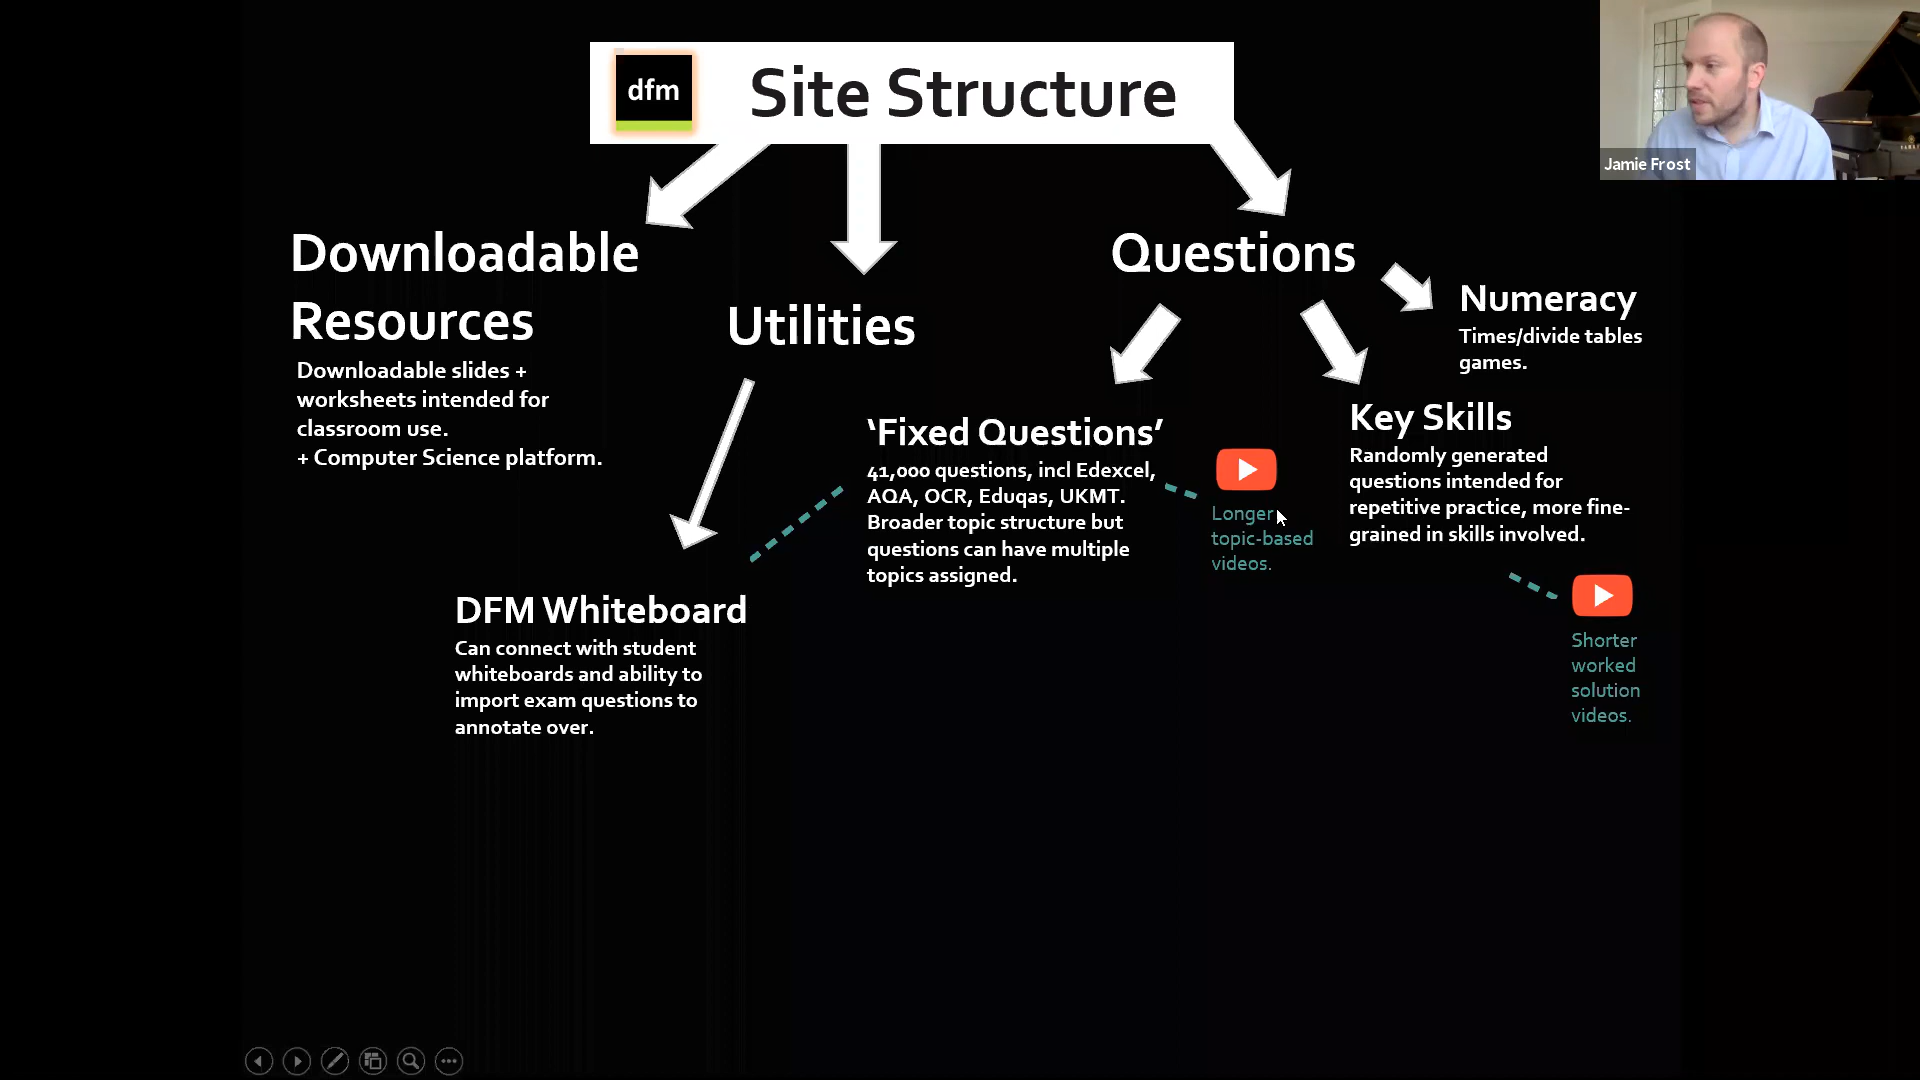 dfm
Site Structure
Jamie Frost
Downloadable
Resources
Downloadable slides +
worksheets intended for
classroom use.
+ Computer Science platform.
Utilities
DFM Whiteboard
Can connect with student
whiteboards and ability to
import exam questions to
annotate over.
Questions
‘Fixed Questions’
41,000 questions, incl Edexcel,
AQA, OCR, Eduqas, UKMT.
Broader topic structure but
questions can have multiple
topics assigned.
Longer
topic-based
videos.
Numeracy
Times/divide tables
games.
Key Skills
Randomly generated
questions intended for
repetitive practice, more fine-
grained in skills involved.
Shorter
worked
solution
videos.